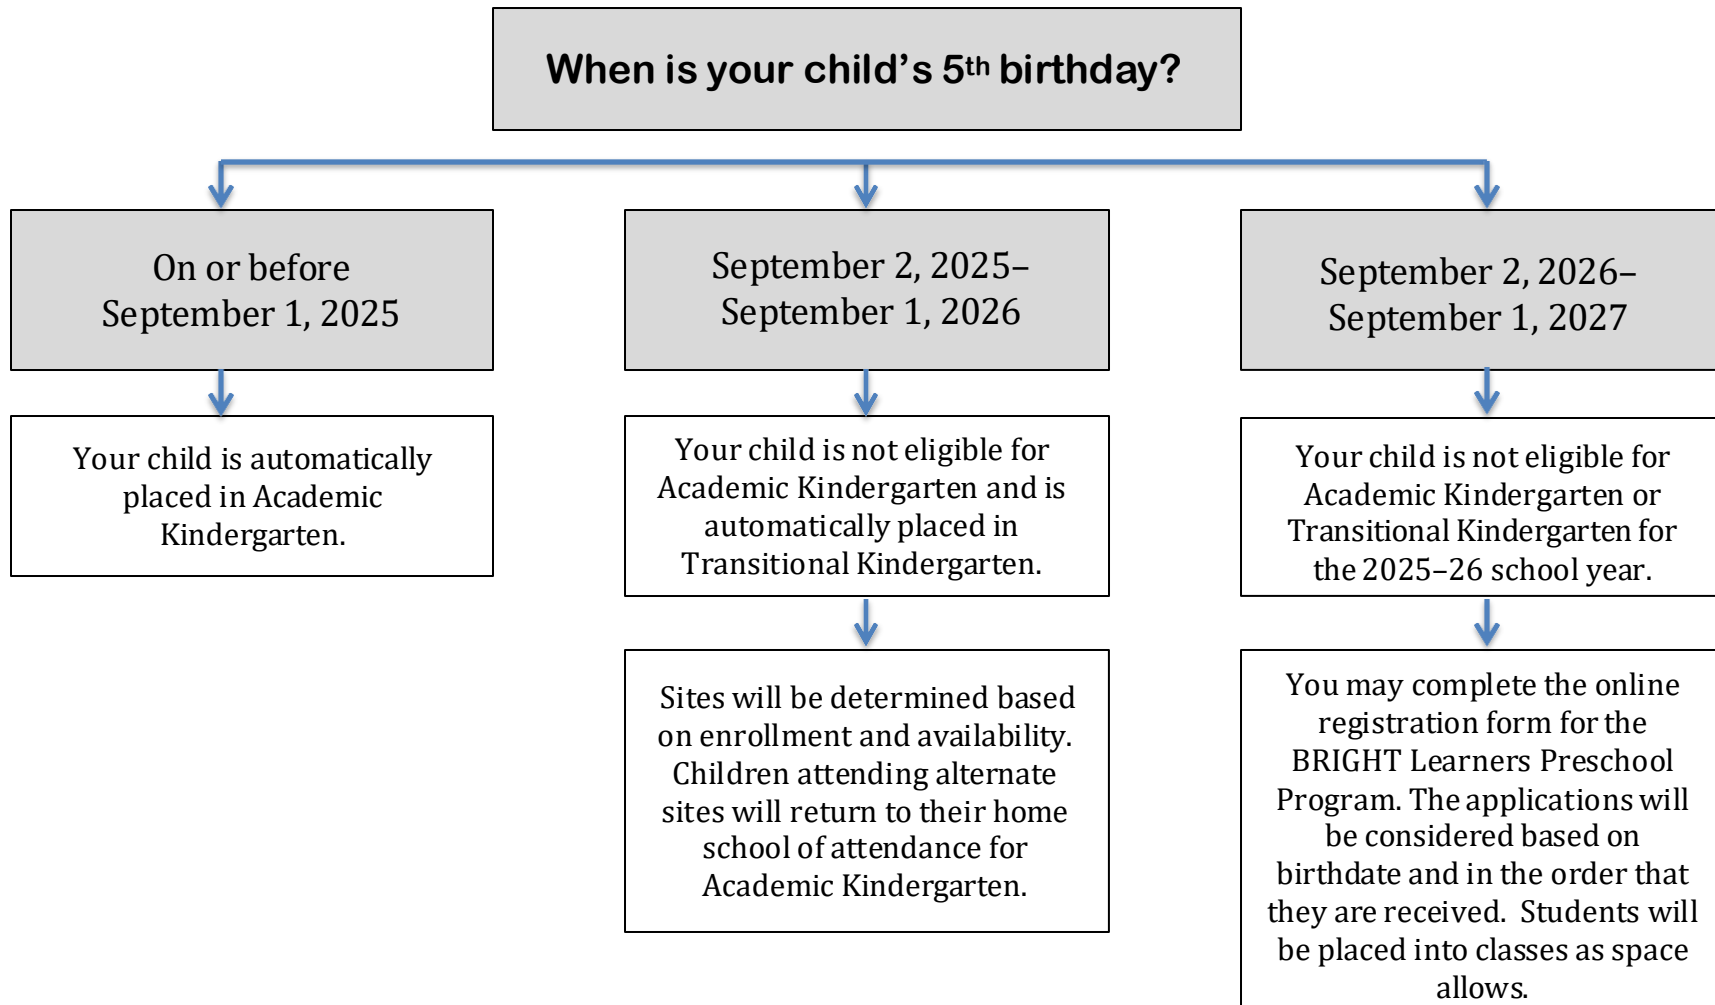 When is your child’s 5th birthday?
On or before
September 1, 2025
Your child is automatically
placed in Academic
Kindergarten.
September 2, 2025–
September 1, 2026
Your child is not eligible for
Academic Kindergarten and is
automatically placed in
Transitional Kindergarten.
Sites will be determined based
on enrollment and availability.
Children attending alternate
sites will return to their home
school of attendance for
Academic Kindergarten.
September 2, 2026–
September 1, 2027
Your child is not eligible for
Academic Kindergarten or
Transitional Kindergarten for
the 2025–26 school year.
You may complete the online
registration form for the
BRIGHT Learners Preschool
Program. The applications will
be considered based on
birthdate and in the order that
they are received.  Students will
be placed into classes as space
allows.